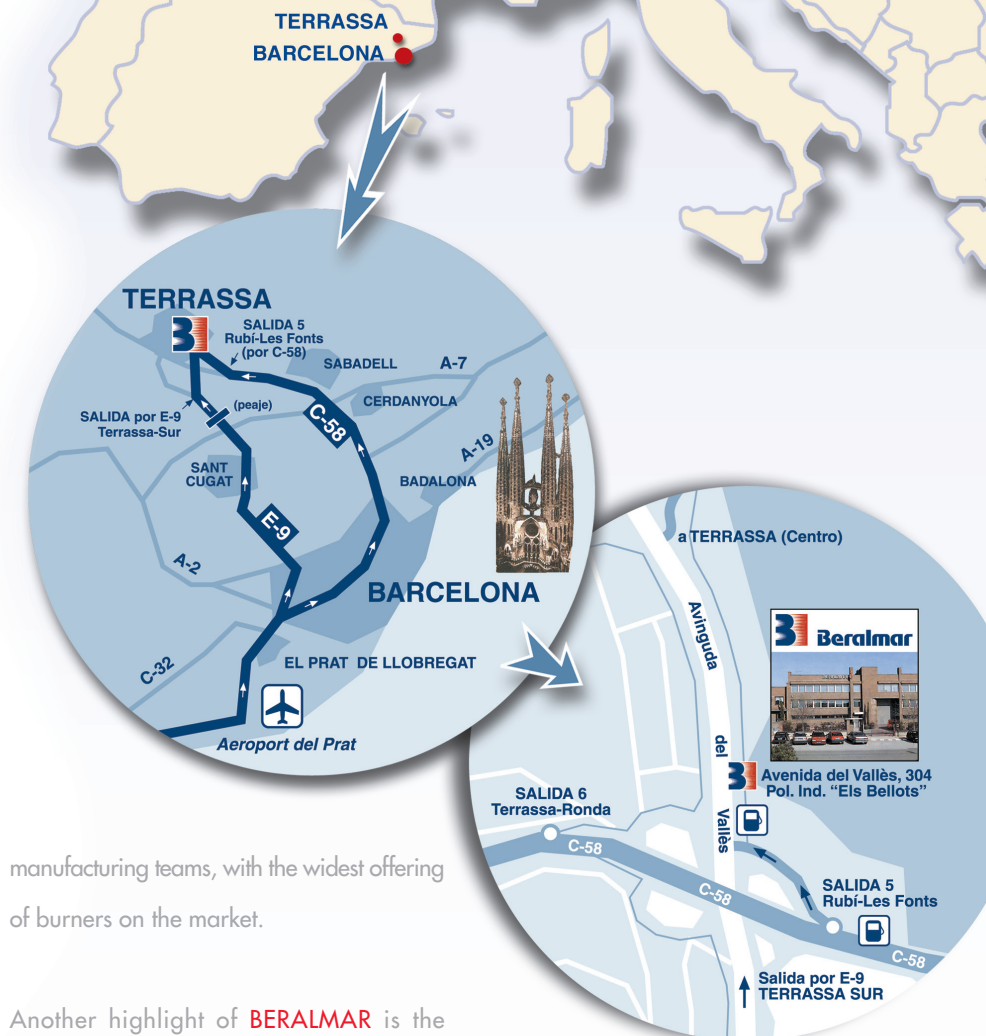 TERRASSA
BARCELONA
TERRASSA
SALIDA 5
Rubí-Les Fonts
(por C-58)
SABADELL
A-7
CERDANYOLA
(peaje)
SALIDA por E-9
Terrassa-Sur
C-58
A-19
SANT
CUGAT
BADALONA
E-9
A-2
BARCELONA
C-32
EL PRAT DE LLOBREGAT
Aeroport del Prat
a TERRASSA (Centro)
Avinguda
del
Vallès
Beralmar
Avenida del Vallès, 304
Pol. Ind. “Els Bellots”
SALIDA 6
Terrassa-Ronda
C-58
C-58
SALIDA 5
Rubí-Les Fonts
C-58
Salida por E-9
TERRASSA SUR
manufacturing teams, with the widest offering
of burners on the market.
Another highlight of BERALMAR is the